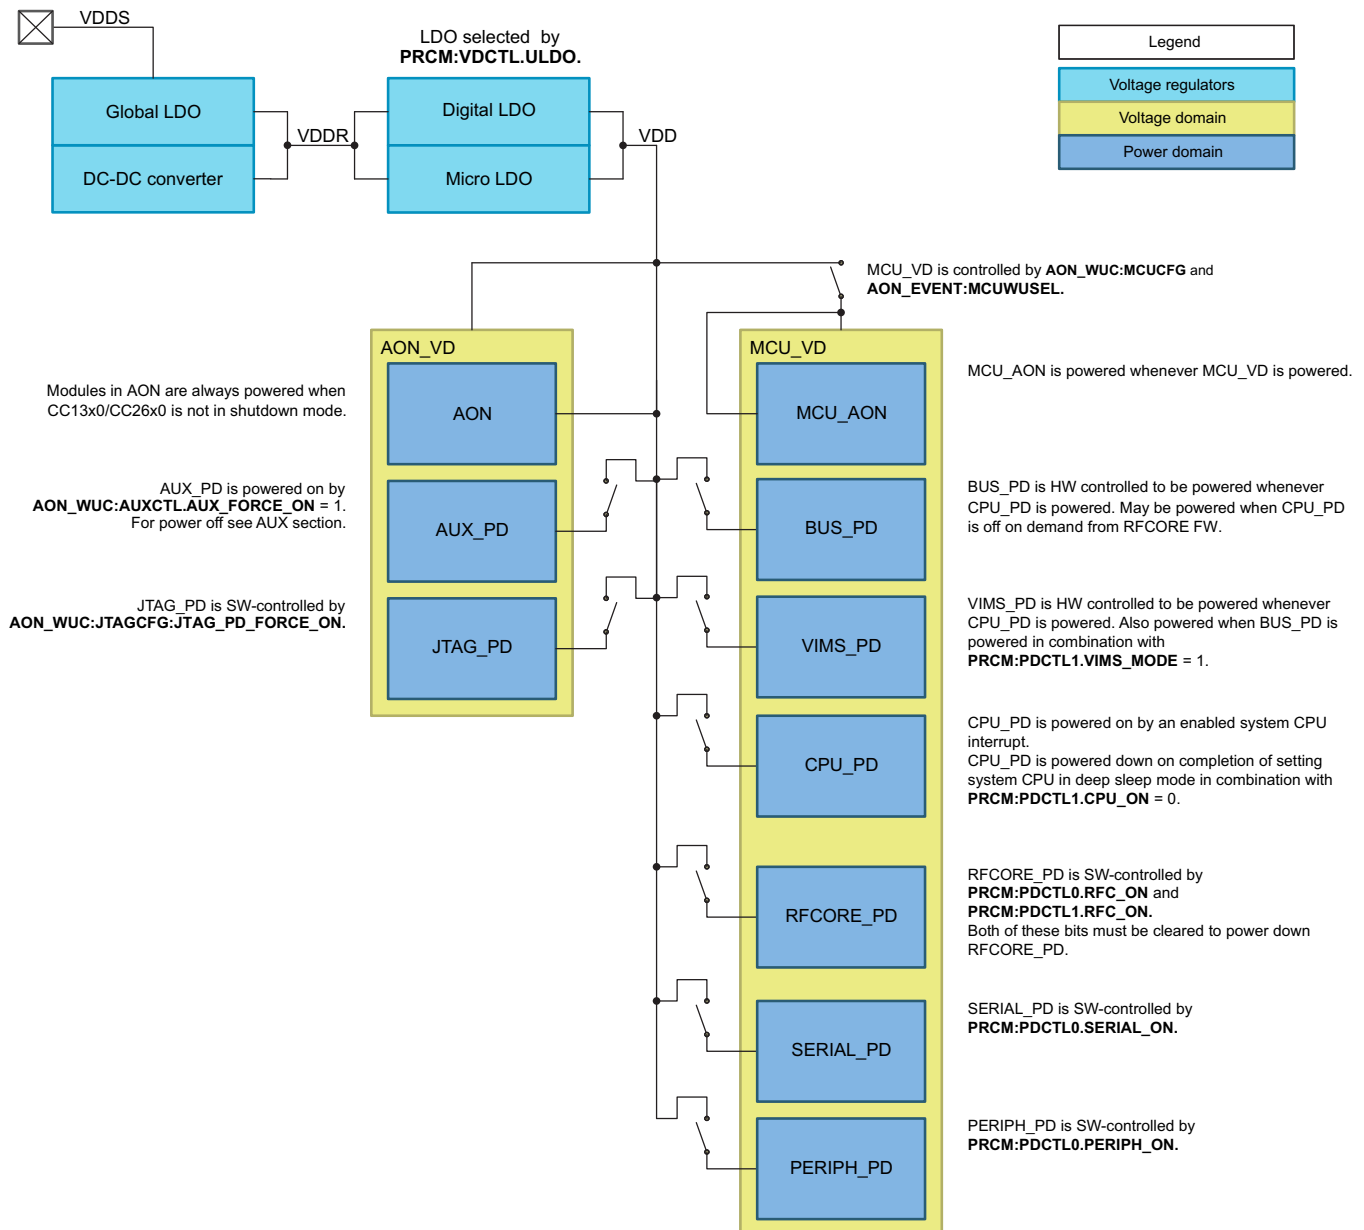 VDDS
LDO selected by
PRCM:VDCTL.ULDO.
Legend
Voltage regulators
Voltage domain
Power domain
Global LDO
DC-DC converter
VDDR
Digital LDO
Micro LDO
VDD
MCU_VD is controlled by AON_WUC:MCUCFG and
AON_EVENT:MCUWUSEL.
AON_VD
MCU_VD
Modules in AON are always powered when
CC13x0/CC26x0 is not in shutdown mode.
AON
MCU_AON
MCU_AON is powered whenever MCU_VD is powered.
AUX_PD is powered on by
AON_WUC:AUXCTL.AUX_FORCE_ON = 1.
For power off see AUX section.
AUX_PD
BUS_PD
BUS_PD is HW controlled to be powered whenever
CPU_PD is powered. May be powered when CPU_PD
is off on demand from RFCORE FW.
JTAG_PD is SW-controlled by
AON_WUC:JTAGCFG:JTAG_PD_FORCE_ON.
JTAG_PD
VIMS_PD
VIMS_PD is HW controlled to be powered whenever
CPU_PD is powered. Also powered when BUS_PD is
powered in combination with
PRCM:PDCTL1.VIMS_MODE = 1.
CPU_PD
CPU_PD is powered on by an enabled system CPU
interrupt.
CPU_PD is powered down on completion of setting
system CPU in deep sleep mode in combination with
PRCM:PDCTL1.CPU_ON = 0.
RFCORE_PD
RFCORE_PD is SW-controlled by
PRCM:PDCTL0.RFC_ON and
PRCM:PDCTL1.RFC_ON.
Both of these bits must be cleared to power down
RFCORE_PD.
SERIAL_PD
SERIAL_PD is SW-controlled by
PRCM:PDCTL0.SERIAL_ON.
PERIPH_PD
PERIPH_PD is SW-controlled by
PRCM:PDCTL0.PERIPH_ON.